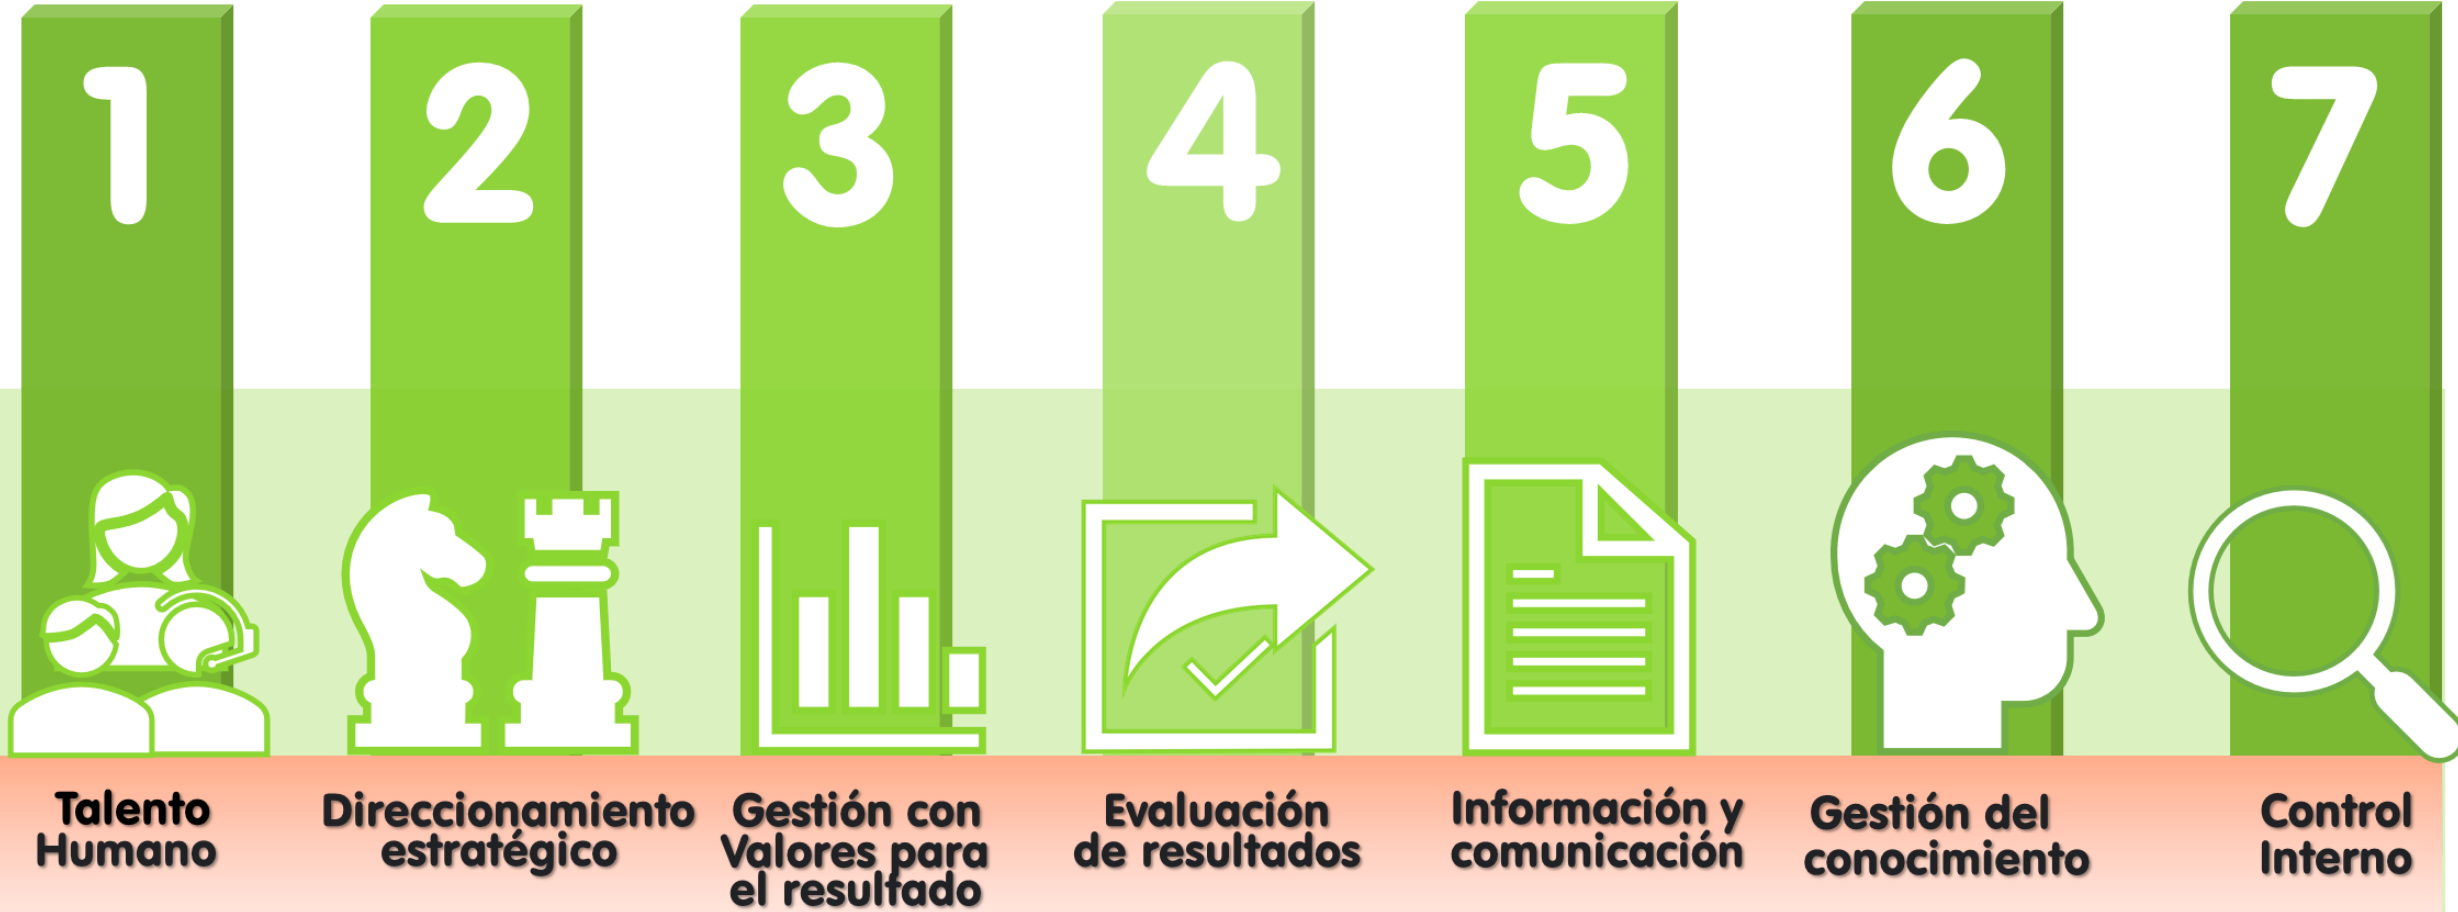 1
2
3
4
5
6
7
Talento
Humano
Direccionamiento
estratégico
Gestión con
Valores para
el resultado
Evaluación
de resultados
Información y
comunicación
Gestión del
conocimiento
Control
Interno